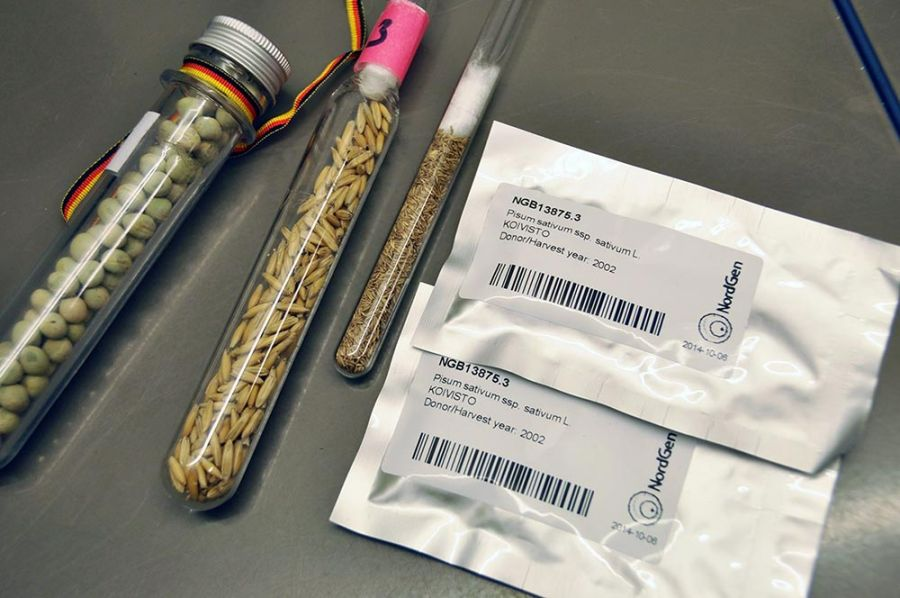 3
NGB13875.3
Pisum sativum ssp. sativum L.
KOIVISTO
Donor/Harvest year: 2002
NordGen
2014-10-06
NGB13875.3
Pisum sativum ssp. sativum L.
KOIVISTO
Donor/Harvest year: 2002
NordGen
2014-10-06